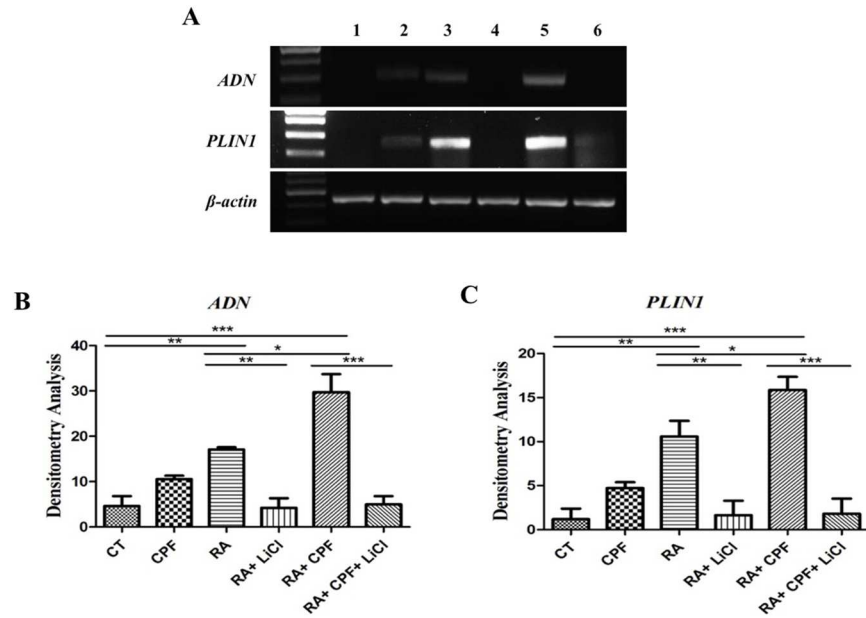 A
1 2 3 4 5 6
ADN
PLIN1
β-actin
B
ADN
***
**
*
**
***
Densitometry Analysis
40
30
20
10
0
CT
CPF
RA
RA+ LiCl
RA+ CPF
RA+ CPF+ LiCl
C
PLIN1
***
**
*
**
***
Densitometry Analysis
20
15
10
5
0
CT
CPF
RA
RA+ LiCl
RA+ CPF
RA+ CPF+ LiCl